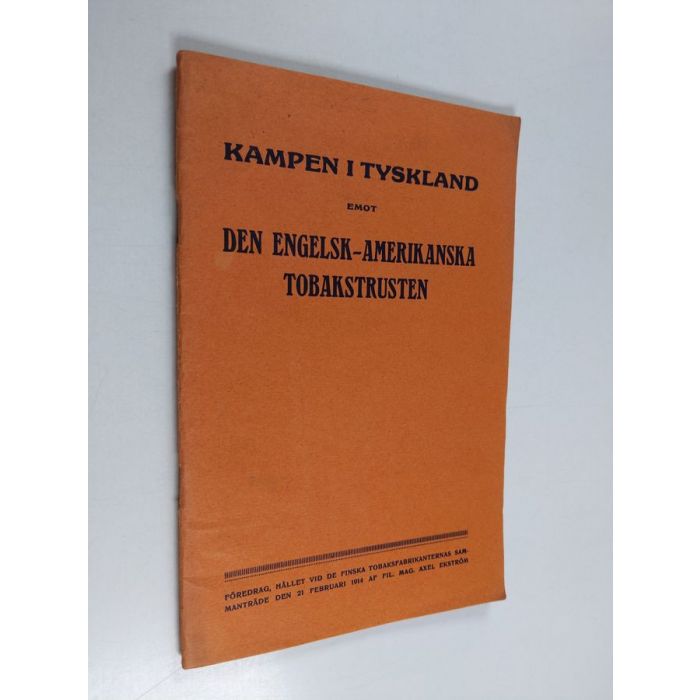 KAMPEN I TYSKLAND
EMOT
DEN ENGELSK-AMERIKANSKA
TOBAKSTRUSTEN
FÖREDRAG, HÅLLET VID DE FINSKA TOBAKSFABRIKANTERNAS SAM-
MANTRÄDE DEN 21 FEBRUARI 1914 AF FIL. MAG. AXEL EKSTRÖM